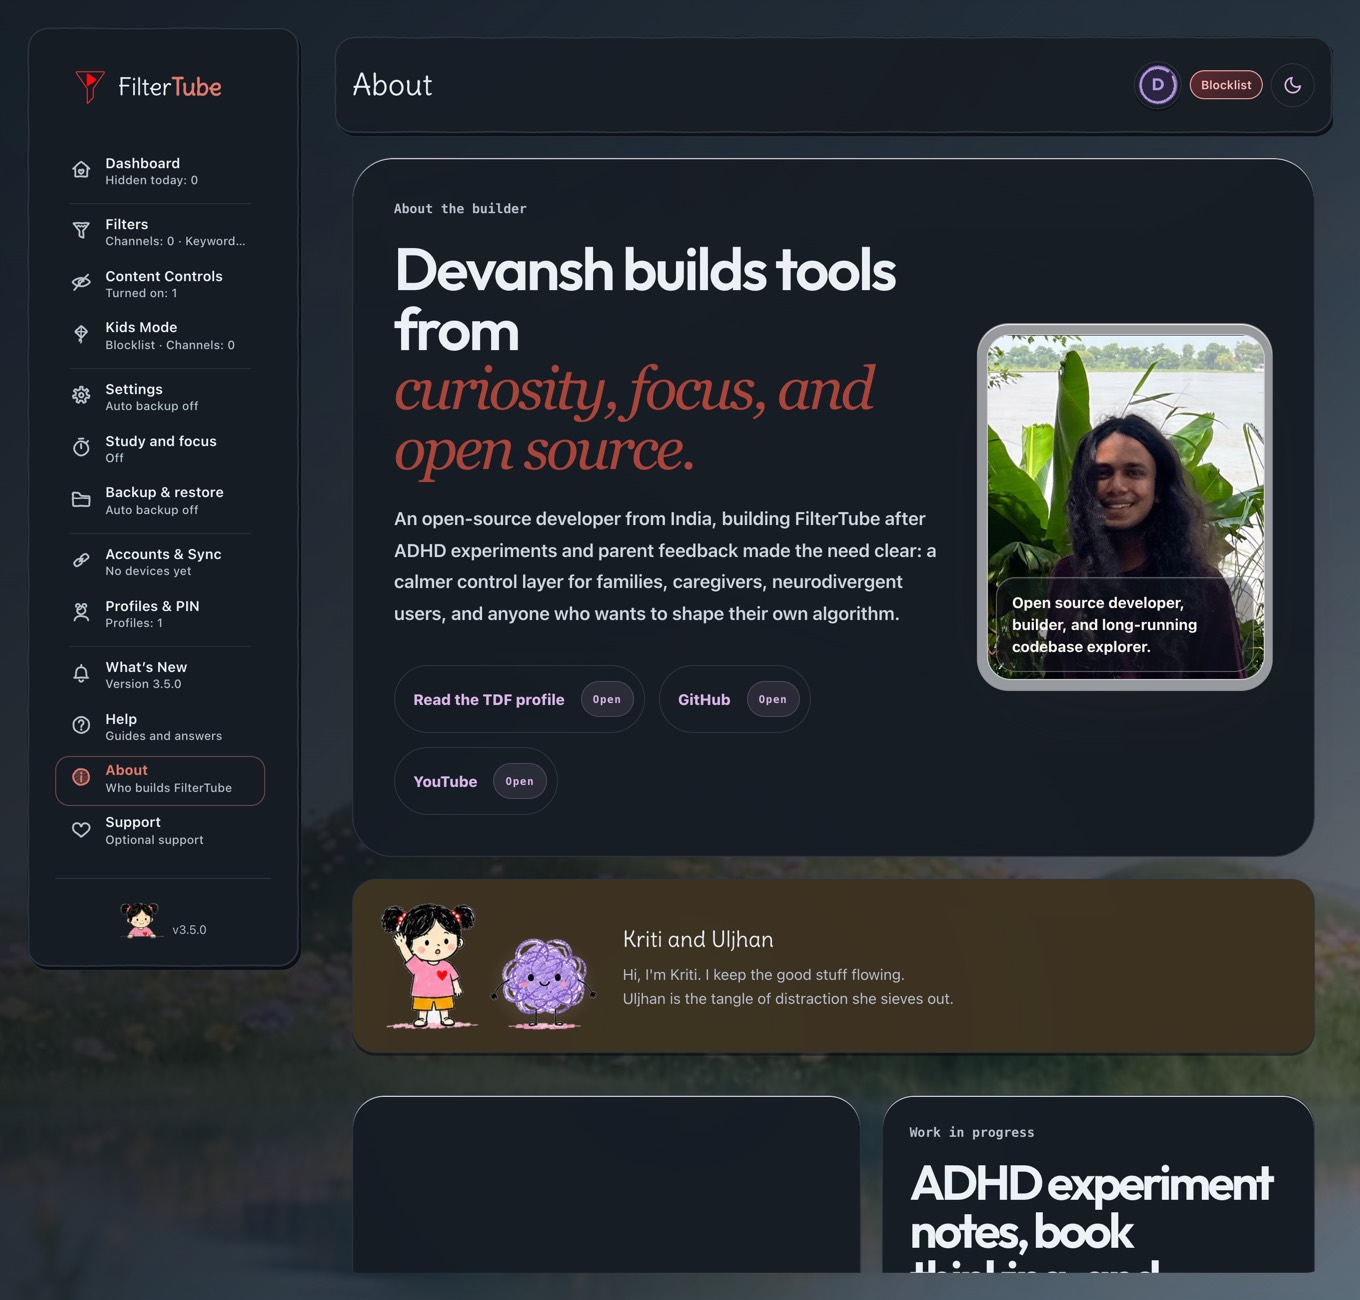 FilterTube
Dashboard
Hidden today: 0
Filters
Channels: 0 · Keyword...
Content Controls
Turned on: 1
Kids Mode
Blocklist · Channels: 0
Settings
Auto backup off
Study and focus
Off
Backup & restore
Auto backup off
Accounts & Sync
No devices yet
Profiles & PIN
Profiles: 1
What’s New
Version 3.5.0
Help
Guides and answers
About
Who builds FilterTube
Support
Optional support
v3.5.0
About
D
Blocklist
About the builder
Devansh builds tools
from
curiosity, focus, and
open source.
An open-source developer from India, building FilterTube after
ADHD experiments and parent feedback made the need clear: a
calmer control layer for families, caregivers, neurodivergent
users, and anyone who wants to shape their own algorithm.
Read the TDF profile Open
GitHub Open
YouTube Open
Open source developer,
builder, and long-running
codebase explorer.
Kriti and Uljhan
Hi, I'm Kriti. I keep the good stuff flowing.
Uljhan is the tangle of distraction she sieves out.
Work in progress
ADHD experiment
notes, book
thinking, and